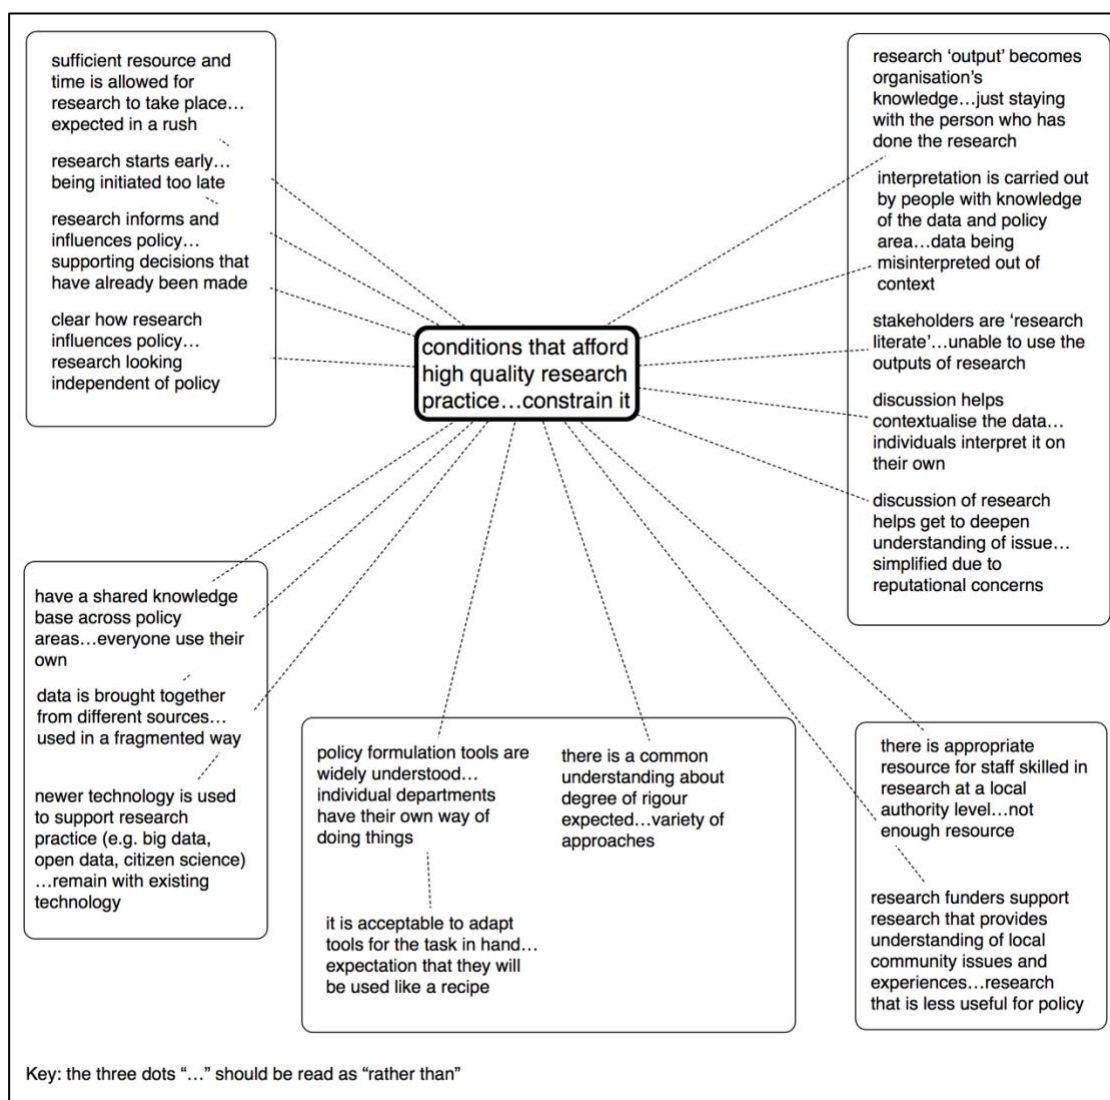 sufficient resource and
time is allowed for
research to take place…
expected in a rush
research starts early…
being initiated too late
research informs and
influences policy…
supporting decisions that
have already been made
clear how research
influences policy…
research looking
independent of policy
research ‘output’ becomes
organisation’s
knowledge…just staying
with the person who has
done the research
interpretation is carried out
by people with knowledge
of the data and policy
area…data being
misinterpreted out of
context
stakeholders are ‘research
literate’…unable to use the
outputs of research
discussion helps
contextualise the data…
individuals interpret it on
their own
discussion of research
helps get to deepen
understanding of issue…
simplified due to
reputational concerns
conditions that afford
high quality research
practice…constrain it
have a shared knowledge
base across policy
areas…everyone use their
own
data is brought together
from different sources…
used in a fragmented way
newer technology is used
to support research
practice (e.g. big data,
open data, citizen science)
…remain with existing
technology
policy formulation tools are
widely understood…
individual departments
have their own way of
doing things
it is acceptable to adapt
tools for the task in hand…
expectation that they will
be used like a recipe
there is a common
understanding about
degree of rigour
expected…variety of
approaches
there is appropriate
resource for staff skilled in
research at a local
authority level…not
enough resource
research funders support
research that provides
understanding of local
community issues and
experiences…research
that is less useful for policy
Key: the three dots “…” should be read as “rather than”